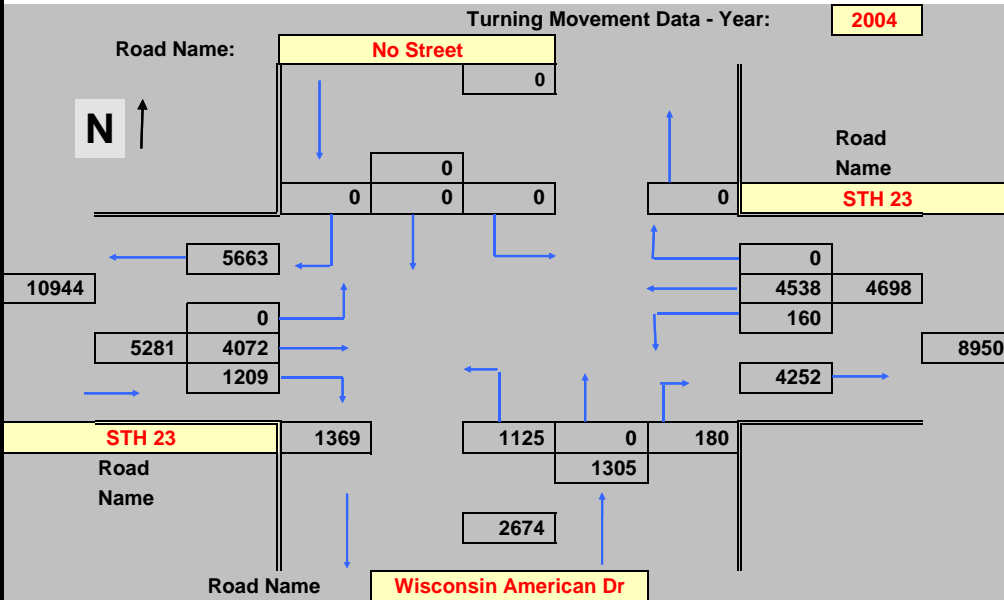 Turning Movement Data - Year: 2004
Road Name: No Street
0
N
Road
Name
0
0 0 0 0 STH 23
5663 0
10944 4538 4698
0 160
5281 4072 8950
1209 4252
STH 23 1369 1125 0 180
Road 1305
Name
2674
Road Name Wisconsin American Dr